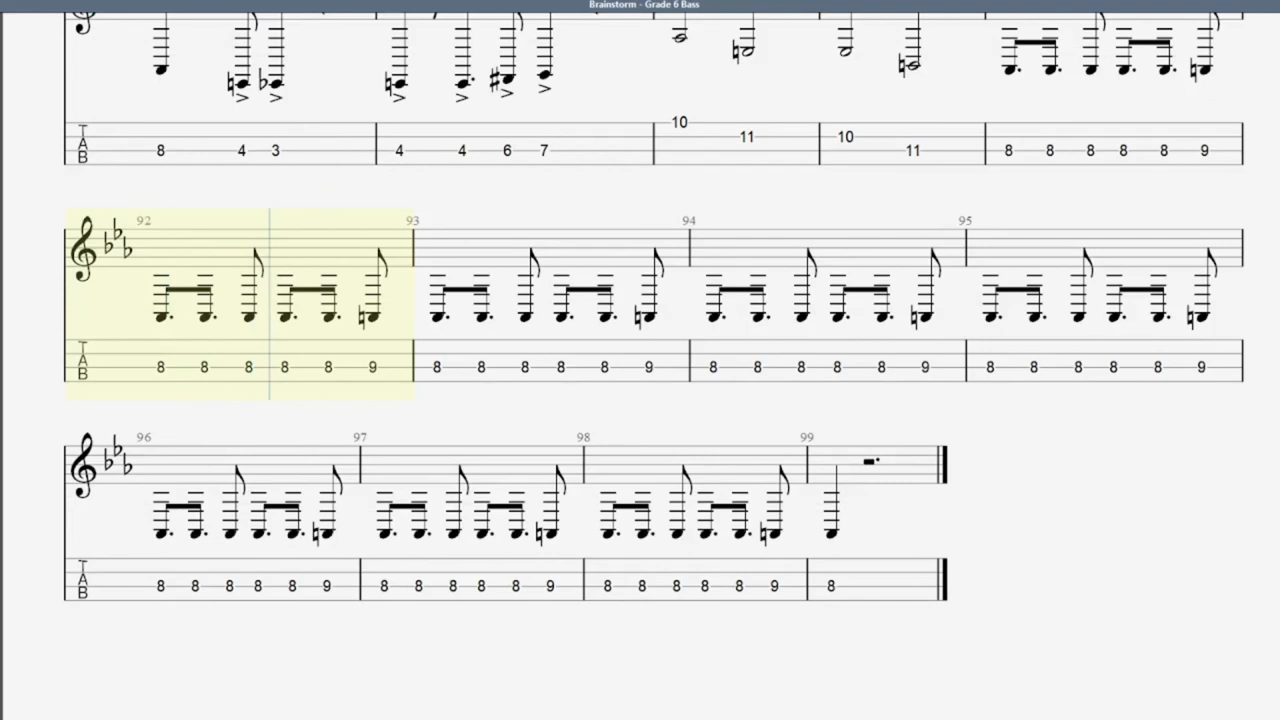 Brainstorm - Grade 6 Bass
10
11
10
8 4 3 4 4 6 7 11 8 8 8 8 8 9
T
A
B
92 93 94 95
8 8 8 8 8 9 8 8 8 8 8 9 8 8 8 8 8 9 8 8 8 8 8 9
T
A
B
96 97 98 99
8 8 8 8 8 9 8 8 8 8 8 9 8 8 8 8 8 9 8
T
A
B